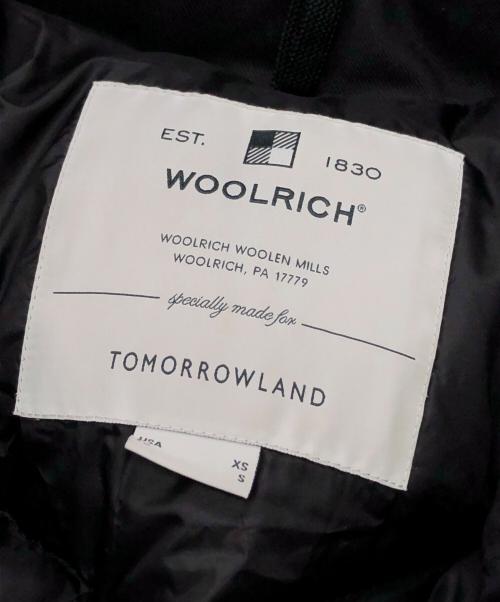 EST. 1830
WOOLRICH®
WOOLRICH WOOLEN MILLS
WOOLRICH, PA 17779
specially made for
TOMORROWLAND
USA XS
S